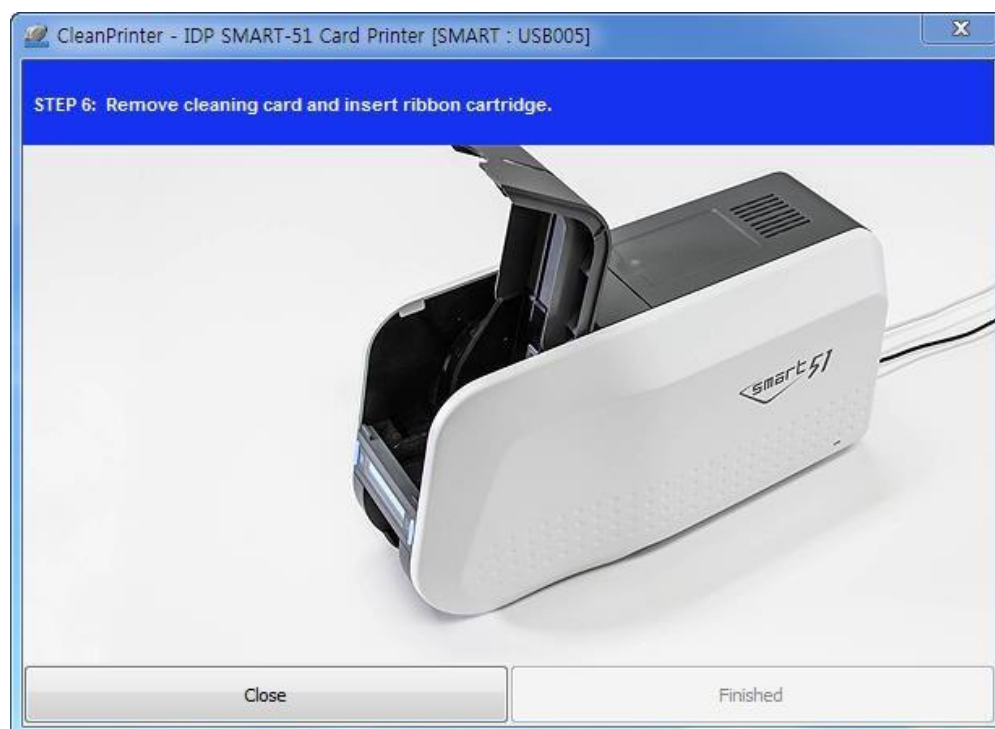 CleanPrinter - IDP SMART-51 Card Printer [SMART : USB005]
X
STEP 6: Remove cleaning card and insert ribbon cartridge.
smart 51
Close
Finished